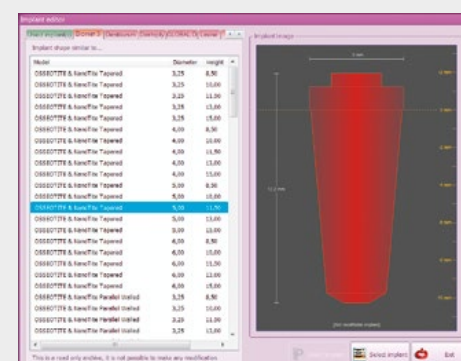 Implant editor
Biomet 3i
GLOBAL D
Implant shape similar to...
Model Diameter Height
OSSEOTITE & NanoTite Tapered 3,25 8,50
OSSEOTITE & NanoTite Tapered 3,25 10,00
OSSEOTITE & NanoTite Tapered 3,25 11,50
OSSEOTITE & NanoTite Tapered 3,25 13,00
OSSEOTITE & NanoTite Tapered 3,25 15,00
OSSEOTITE & NanoTite Tapered 4,00 8,50
OSSEOTITE & NanoTite Tapered 4,00 10,00
OSSEOTITE & NanoTite Tapered 4,00 11,50
OSSEOTITE & NanoTite Tapered 4,00 13,00
OSSEOTITE & NanoTite Tapered 4,00 15,00
OSSEOTITE & NanoTite Tapered 5,00 8,50
OSSEOTITE & NanoTite Tapered 5,00 10,00
OSSEOTITE & NanoTite Tapered 5,00 11,50
OSSEOTITE & NanoTite Tapered 5,00 13,00
OSSEOTITE & NanoTite Tapered 5,00 15,00
OSSEOTITE & NanoTite Tapered 6,00 8,50
OSSEOTITE & NanoTite Tapered 6,00 10,00
OSSEOTITE & NanoTite Tapered 6,00 11,50
OSSEOTITE & NanoTite Tapered 6,00 13,00
OSSEOTITE & NanoTite Tapered 6,00 15,00
OSSEOTITE & NanoTite Parallel Walled 3,25 8,50
OSSEOTITE & NanoTite Parallel Walled 3,25 10,00
OSSEOTITE & NanoTite Parallel Walled 3,25 11,50
OSSEOTITE & NanoTite Parallel Walled 3,25 13,00
This is a read only archive, it is not possible to make any modification
Implant image
5 mm
[Not modifiable implant]
Select implant
Exit